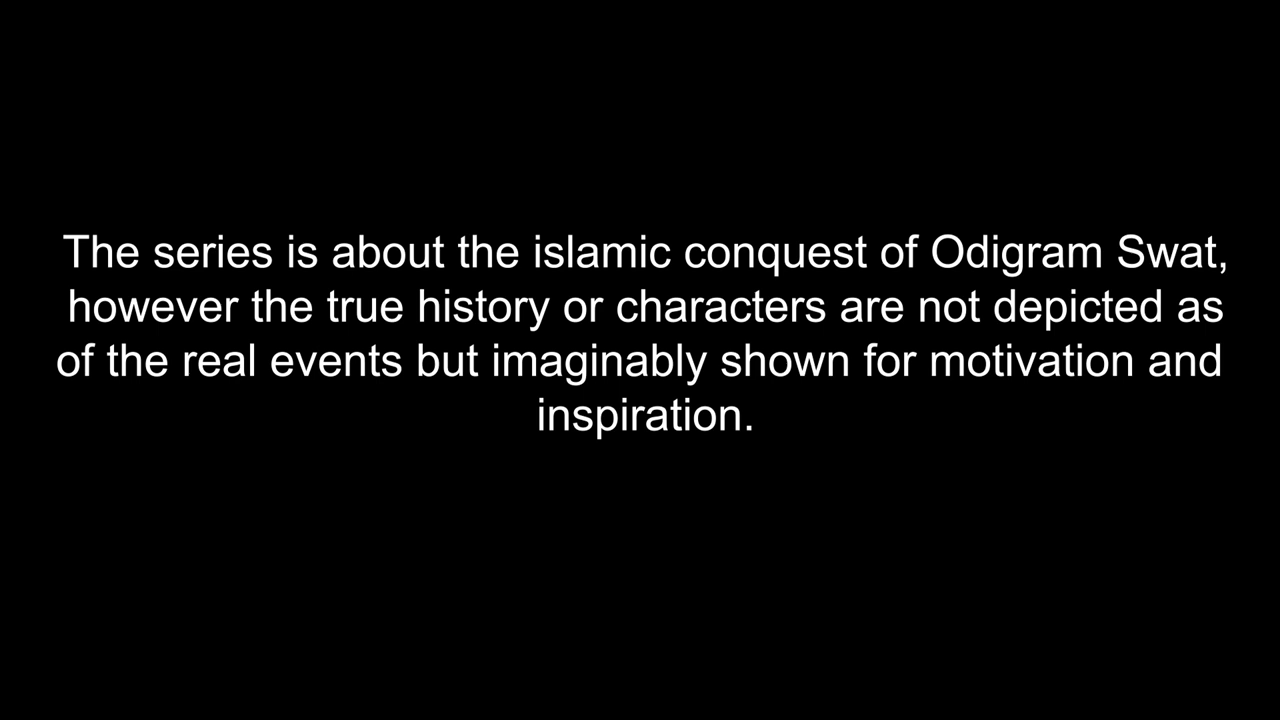 The series is about the islamic conquest of Odigram Swat,
however the true history or characters are not depicted as
of the real events but imaginably shown for motivation and
inspiration.